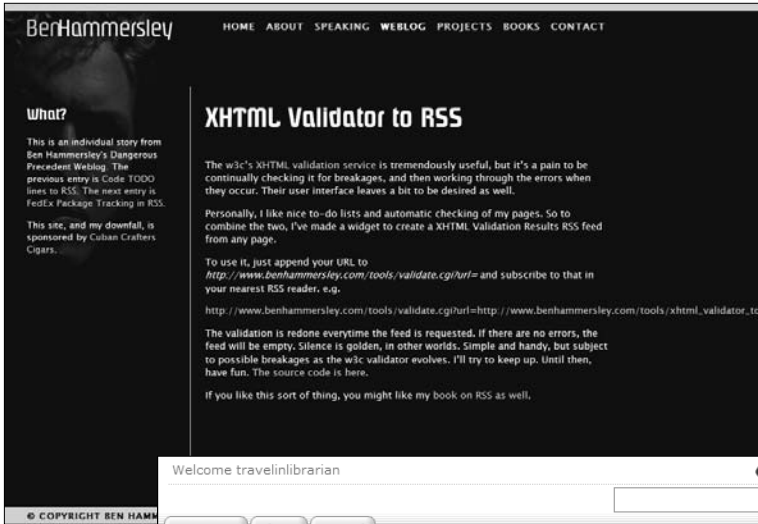 BenHammersley
HOME ABOUT SPEAKING WEBLOG PROJECTS BOOKS CONTACT
What?
This is an individual story from
Ben Hammersley's Dangerous
Precedent Weblog. The
previous entry is Code TODO
lines to RSS. The next entry is
FedEx Package Tracking in RSS.
This site, and my downfall, is
sponsored by Cuban Crafters
Cigars.
XHTML Validator to RSS
The w3c's XHTML validation service is tremendously useful, but it's a pain to be
continually checking it for breakages, and then working through the errors when
they occur. Their user interface leaves a bit to be desired as well.
Personally, I like nice to-do lists and automatic checking of my pages. So to
combine the two, I've made a widget to create a XHTML Validation Results RSS feed
from any page.
To use it, just append your URL to
http://www.benhammersley.com/tools/validate.cgi?url= and subscribe to that in
your nearest RSS reader. e.g.
http://www.benhammersley.com/tools/validate.cgi?url=http://www.benhammersley.com/tools/xhtml_validator_to
The validation is redone everytime the feed is requested. If there are no errors, the
feed will be empty. Silence is golden, in other worlds. Simple and handy, but subject
to possible breakages as the w3c validator evolves. I'll try to keep up. Until then,
have fun. The source code is here.
If you like this sort of thing, you might like my book on RSS as well.
Welcome travelinlibrarian
© COPYRIGHT BEN HAMM